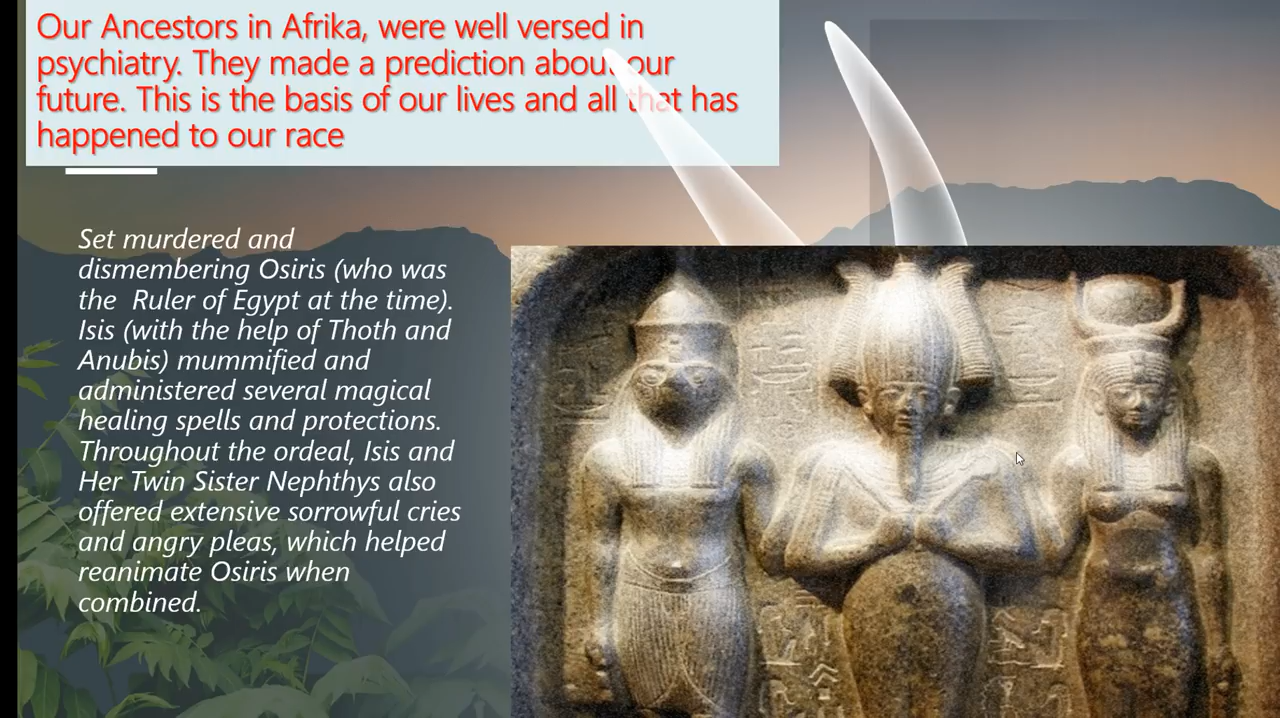 Our Ancestors in Afrika, were well versed in
psychiatry. They made a prediction about our
future. This is the basis of our lives and all that has
happened to our race
Set murdered and
dismembering Osiris (who was
the  Ruler of Egypt at the time).
Isis (with the help of Thoth and
Anubis) mummified and
administered several magical
healing spells and protections.
Throughout the ordeal, Isis and
Her Twin Sister Nephthys also
offered extensive sorrowful cries
and angry pleas, which helped
reanimate Osiris when
combined.